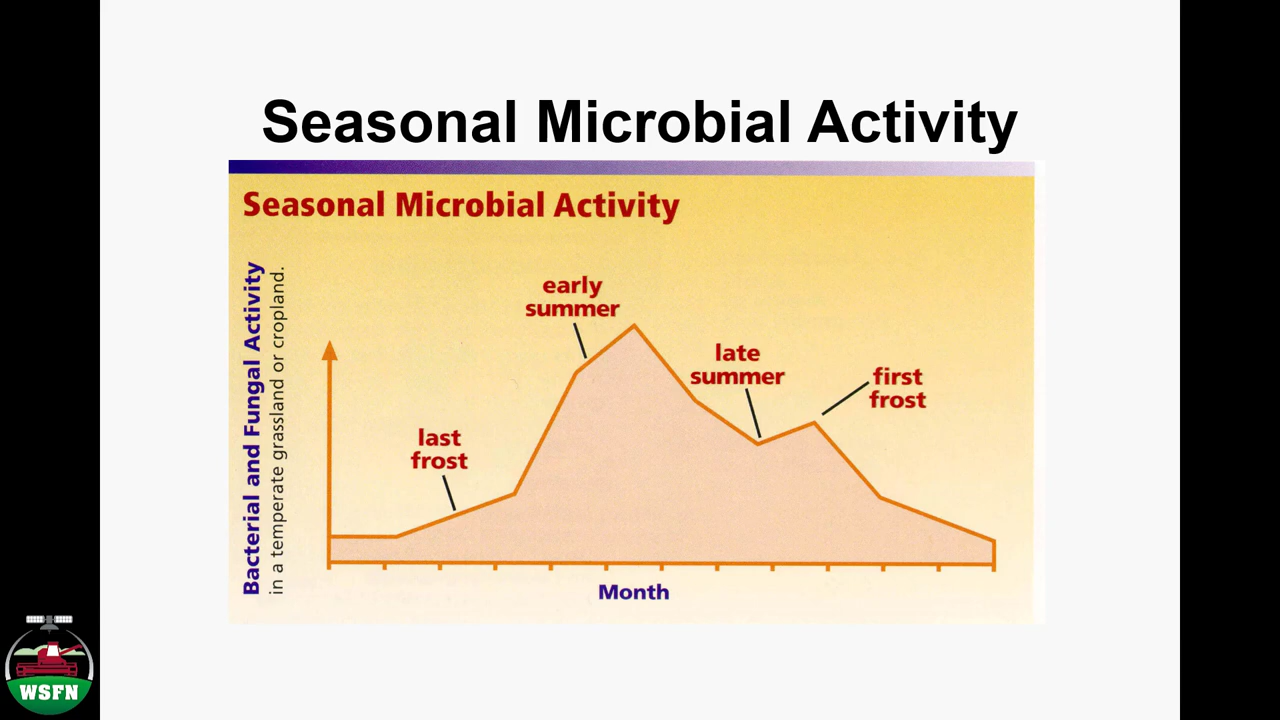 Seasonal Microbial Activity
Seasonal Microbial Activity
Bacterial and Fungal Activity
in a temperate grassland or cropland.
early
summer
late
summer
first
frost
last
frost
Month
WSFN